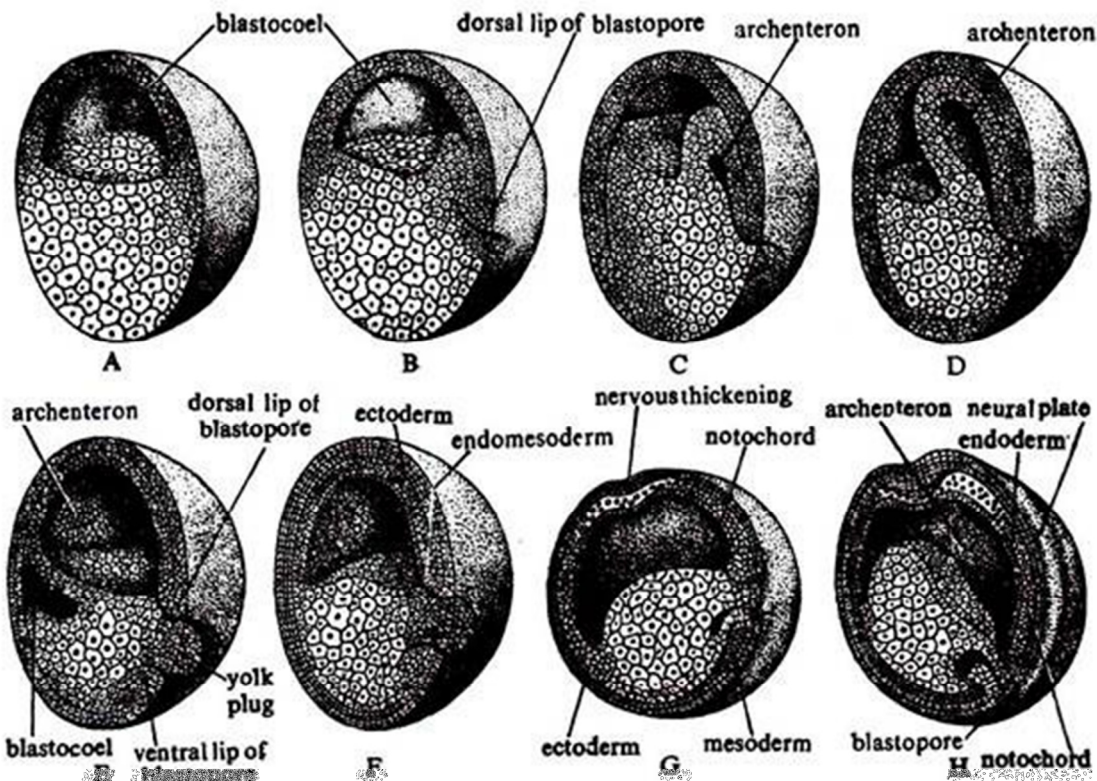 blastocoel
dorsal lip of blastopore
archenteron
archenteron
A
B
C
D
archenteron
dorsal lip of
blastopore
ectoderm
endomesoderm
nervous thickening
notochord
archenteron
neural plate
endoderm
yolk
plug
blastocoel
ventral lip of
blastopore
E
F
ectoderm
mesoderm
G
blastopore
notochord
H